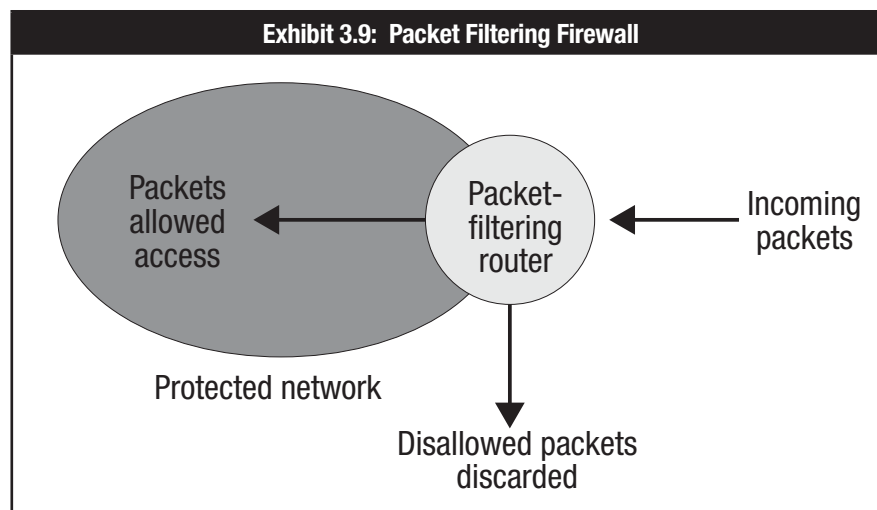 Exhibit 3.9: Packet Filtering Firewall
Packets
allowed
access
Packet-
filtering
router
Incoming
packets
Protected network
Disallowed packets
discarded